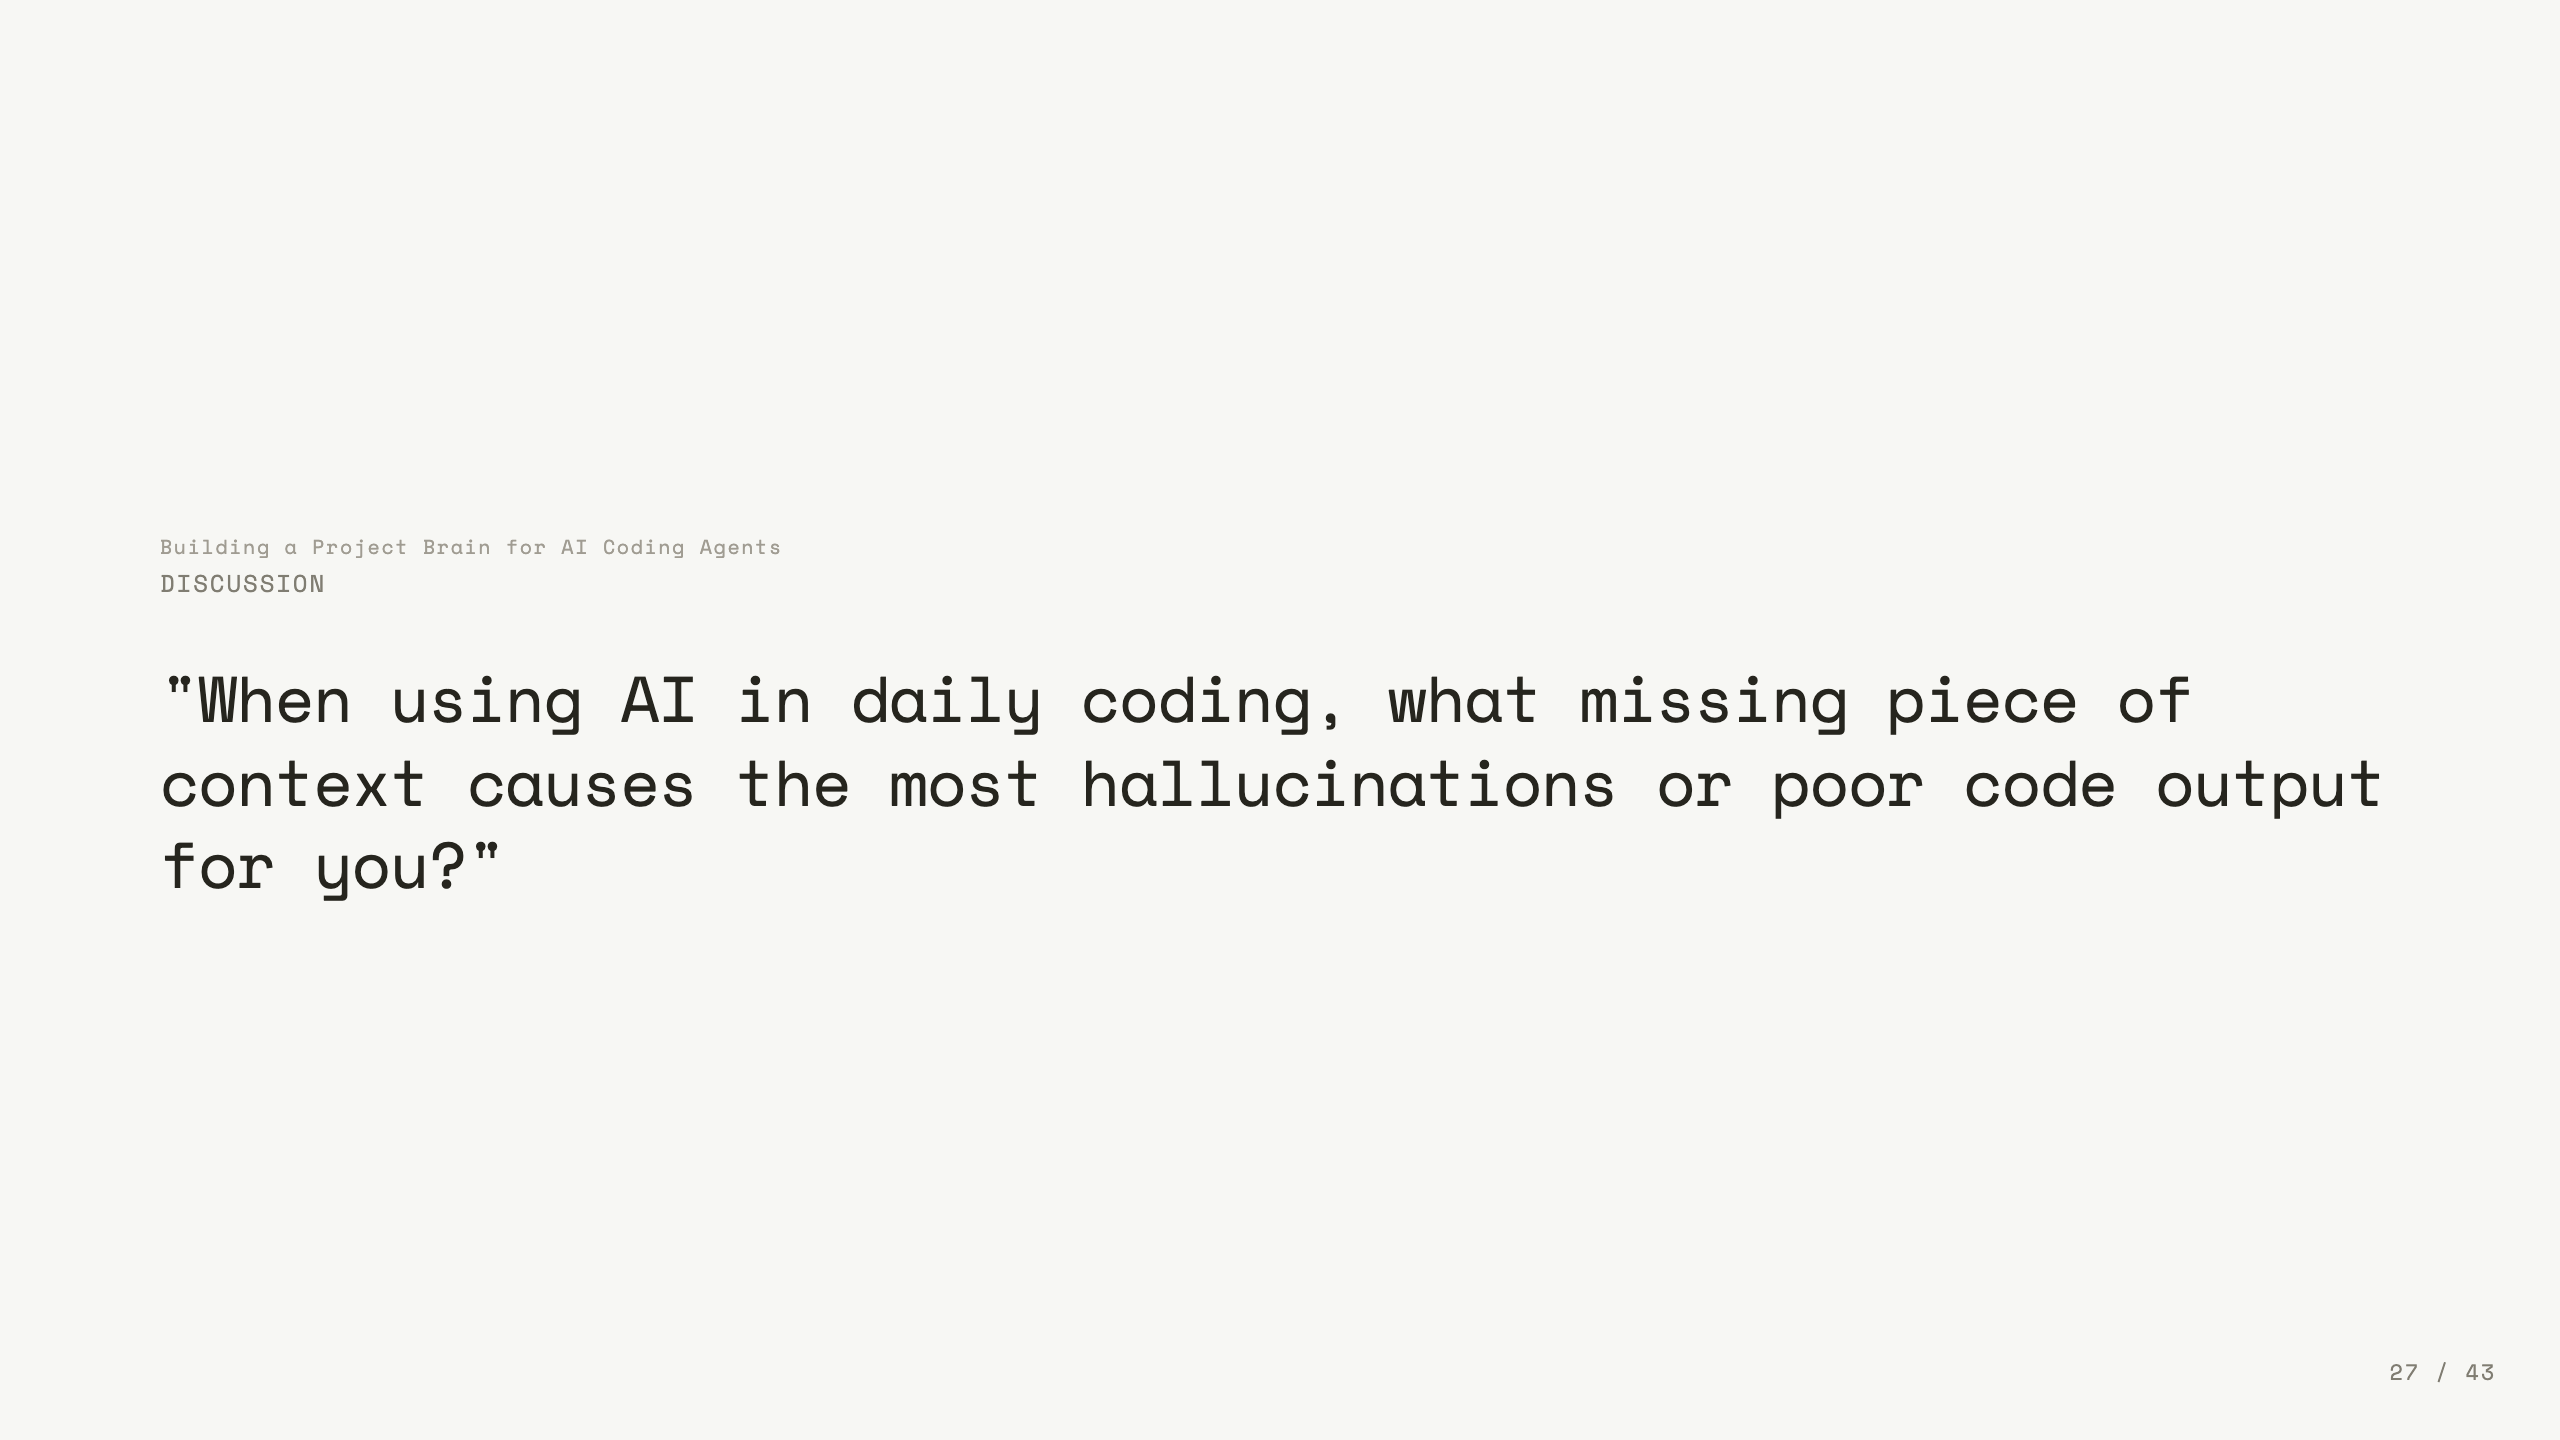 Building a Project Brain for AI Coding Agents
DISCUSSION
"When using AI in daily coding, what missing piece of
context causes the most hallucinations or poor code output
for you?"
27 / 43